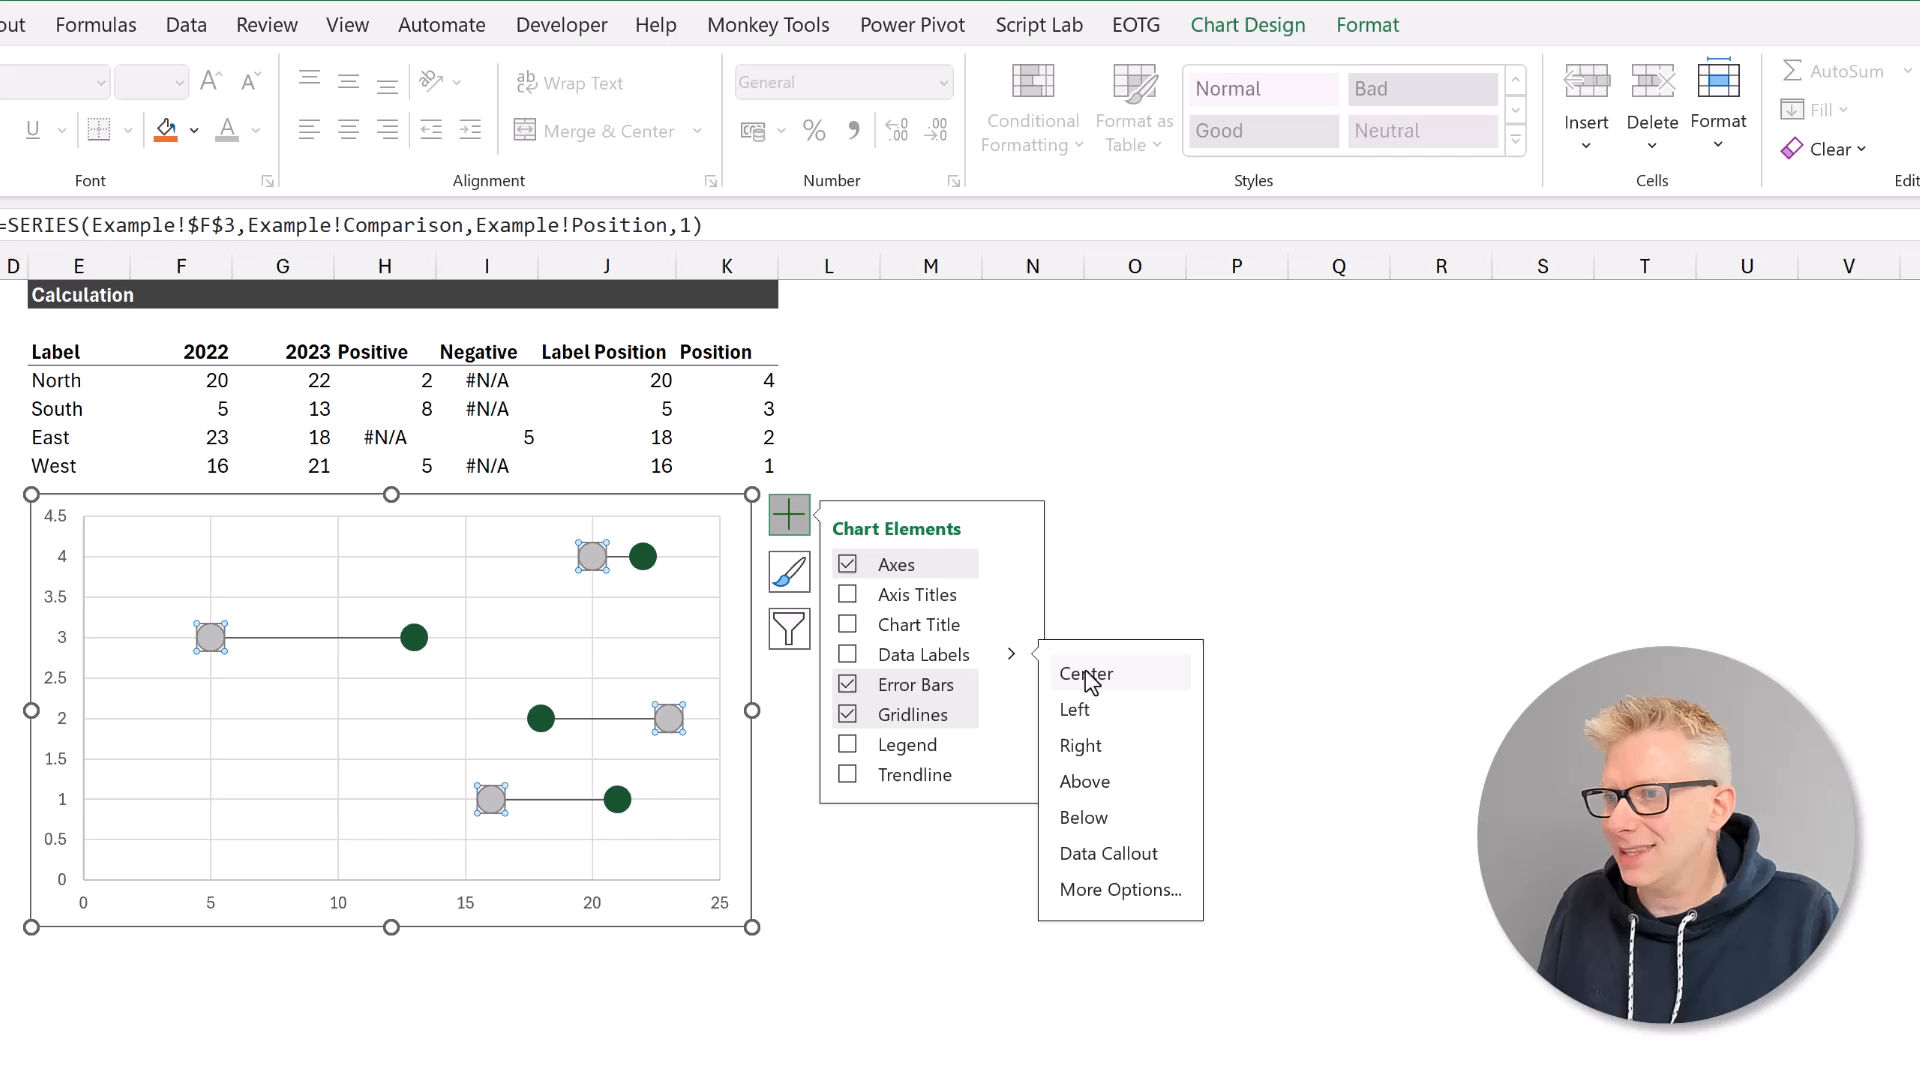 out Formulas Data Review View Automate Developer Help Monkey Tools Power Pivot Script Lab EOTG Chart Design Format
Wrap Text General Normal Bad AutoSum
Conditional Formatting Format as Table Good Neutral Insert Delete Format Fill
Merge & Center Clear
Font Alignment Number Styles Cells Edit
=SERIES(Example!$F$3,Example!Comparison,Example!Position,1)
D E F G H I J K L M N O P Q R S T U V
Calculation
Label 2022 2023 Positive Negative Label Position Position
North 20 22 2 #N/A 20 4
South 5 13 8 #N/A 5 3
East 23 18 #N/A 5 18 2
West 16 21 5 #N/A 16 1
4.5
4
3.5
3
2.5
2
1.5
1
0.5
0
0 5 10 15 20 25
Chart Elements
Axes
Axis Titles
Chart Title
Data Labels
Error Bars
Gridlines
Legend
Trendline
Center
Left
Right
Above
Below
Data Callout
More Options...